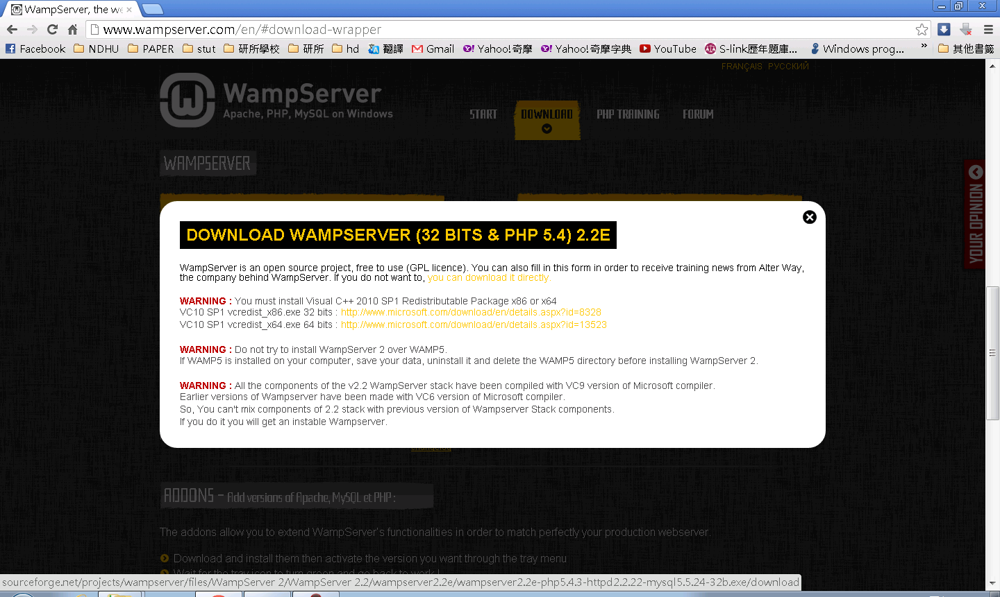 WampServer, the we
www.wampserver.com/en/#download-wrapper
Facebook NDHU PAPER stut 研所學校 研所 hd 翻譯 Gmail Yahoo!奇摩 Yahoo!奇摩字典 YouTube S-link歷年題庫... Windows prog... » 其他書籤
FRANÇAIS РУССКИЙ
WampServer
Apache, PHP, MySQL on Windows
START DOWNLOAD PHP TRAINING FORUM
WAMPSERVER
YOUR OPINION
DOWNLOAD WAMPSERVER (32 BITS & PHP 5.4) 2.2E
WampServer is an open source project, free to use (GPL licence). You can also fill in this form in order to receive training news from Alter Way,
the company behind WampServer. If you do not want to, you can download it directly.
WARNING : You must install Visual C++ 2010 SP1 Redistributable Package x86 or x64
VC10 SP1 vcredist_x86.exe 32 bits : http://www.microsoft.com/download/en/details.aspx?id=8328
VC10 SP1 vcredist_x64.exe 64 bits : http://www.microsoft.com/download/en/details.aspx?id=13523
WARNING : Do not try to install WampServer 2 over WAMP5.
If WAMP5 is installed on your computer, save your data, uninstall it and delete the WAMP5 directory before installing WampServer 2.
WARNING : All the components of the v2.2 WampServer stack have been compiled with VC9 version of Microsoft compiler.
Earlier versions of Wampserver have been made with VC6 version of Microsoft compiler.
So, You can't mix components of 2.2 stack with previous version of Wampserver Stack components.
If you do it you will get an instable Wampserver.
ADDONS - Add versions of Apache, MySQL et PHP :
The addons allow you to extend WampServer's functionalities in order to match perfectly your production webserver.
Download and install them then activate the version you want through the tray menu
Wait for the tray icon to turn green and go back to work !
sourceforge.net/projects/wampserver/files/WampServer 2/WampServer 2.2/wampserver2.2e/wampserver2.2e-php5.4.3-httpd2.2.22-mysql5.5.24-32b.exe/download